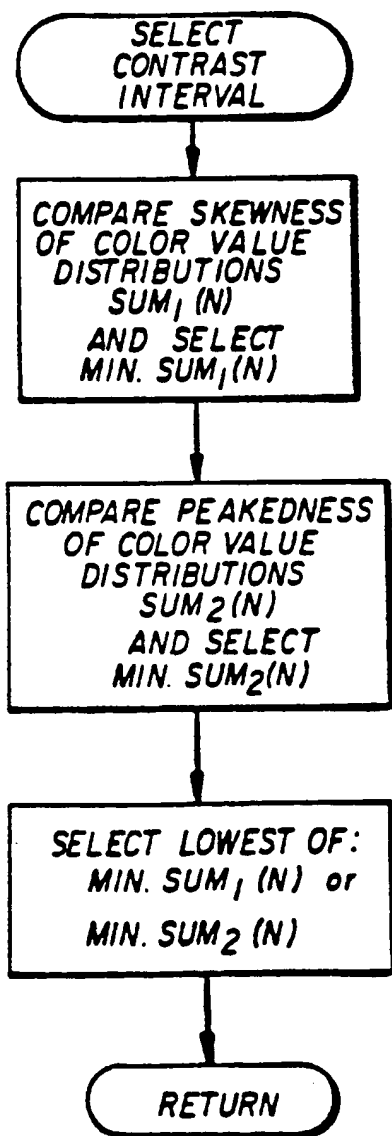 SELECT
CONTRAST
INTERVAL
COMPARE SKEWNESS
OF COLOR VALUE
DISTRIBUTIONS
SUM₁(N)
AND SELECT
MIN. SUM₁(N)
COMPARE PEAKEDNESS
OF COLOR VALUE
DISTRIBUTIONS
SUM₂(N)
AND SELECT
MIN. SUM₂(N)
SELECT LOWEST OF:
MIN. SUM₁ (N) or
MIN. SUM₂ (N)
RETURN